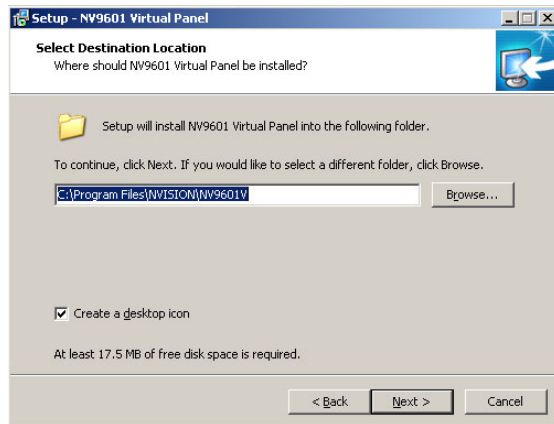 Setup - NV9601 Virtual Panel
Select Destination Location
Where should NV9601 Virtual Panel be installed?
Setup will install NV9601 Virtual Panel into the following folder.
To continue, click Next. If you would like to select a different folder, click Browse.
C:\Program Files\NVISION\NV9601V
Browse...
Create a desktop icon
At least 17.5 MB of free disk space is required.
< Back
Next >
Cancel